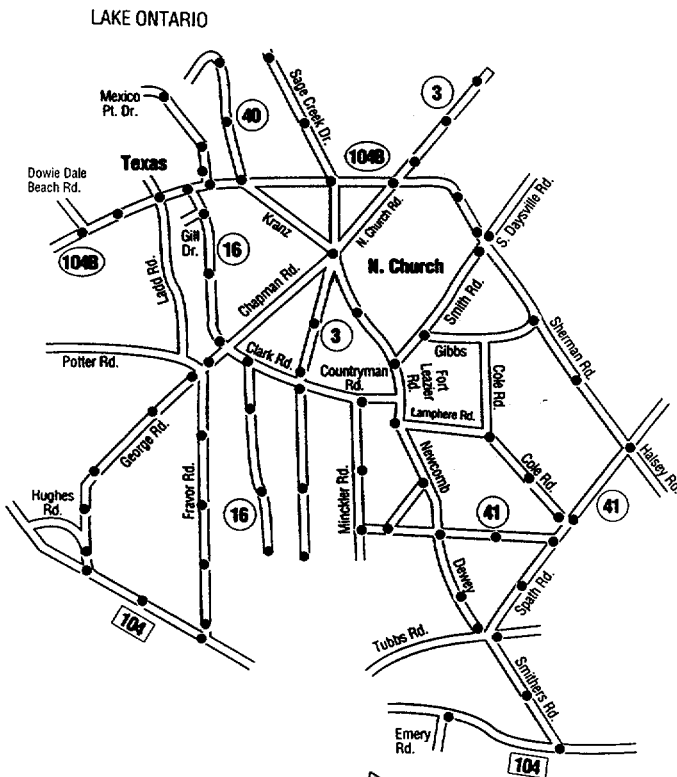 LAKE ONTARIO
Mexico
Pt. Dr.
40
Sage Creek Dr.
3
Texas
104B
Dowie Dale
Beach Rd.
Kranz
N. Church Rd.
S. Daysville Rd.
104B
Gill
Dr.
16
Ladd Rd.
Chapman Rd.
N. Church
Smith Rd.
Sherman Rd.
3
Potter Rd.
Clark Rd.
Countryman
Rd.
Gibbs
Fort
Leazier
Rd.
Cole Rd.
Lamphere Rd.
George Rd.
Newcomb
Halsey Rd.
Hughes
Rd.
Fravor Rd.
16
Minckler Rd.
Cole Rd.
41
41
Dewey
Spath Rd.
104
Tubbs Rd.
Smithers Rd.
Emery
Rd.
104